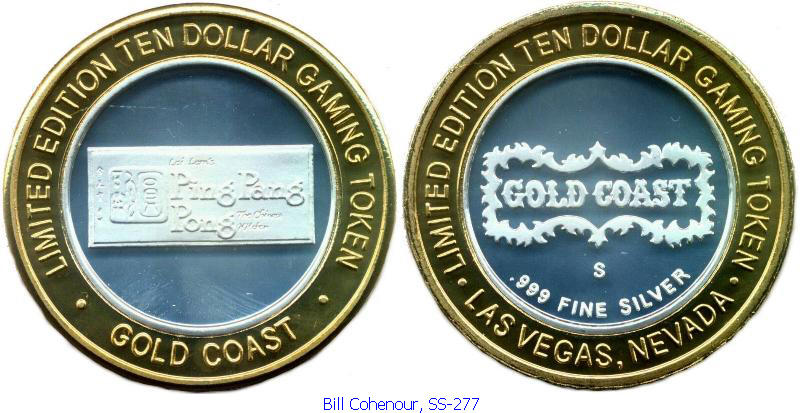 LIMITED EDITION TEN DOLLAR GAMING TOKEN
• GOLD COAST •
Ping Pang
Pong
LIMITED EDITION TEN DOLLAR GAMING TOKEN
• LAS VEGAS, NEVADA •
GOLD COAST
S
.999 FINE SILVER
Bill Cohenour, SS-277